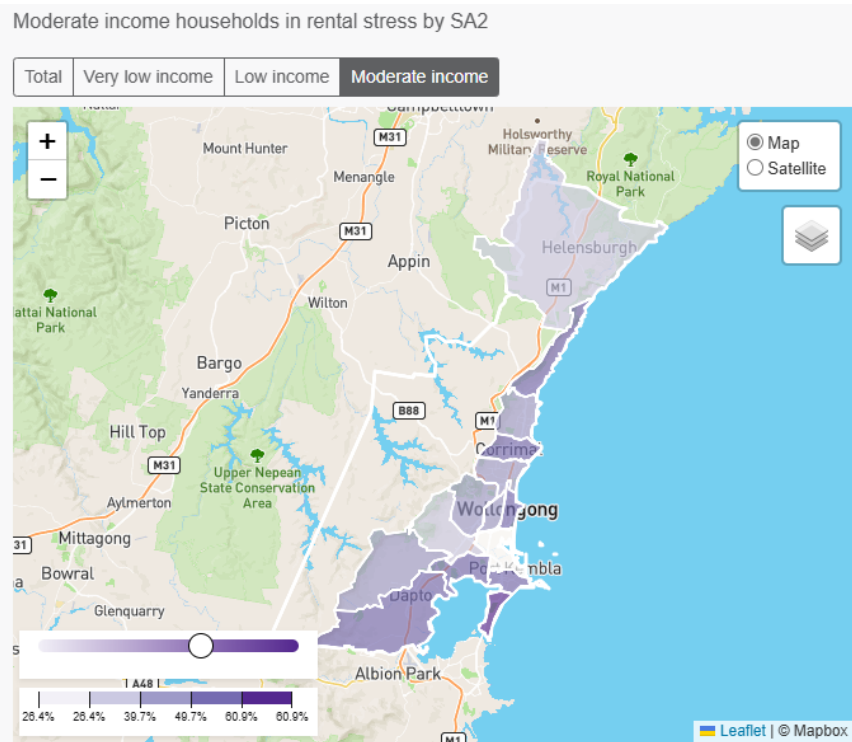 Moderate income households in rental stress by SA2
Total Very low income Low income Moderate income
Campbelltown
+
−
M31
Holsworthy
Military Reserve
Map
Satellite
Mount Hunter
Menangle
Royal National
Park
Picton
M31
Helensburgh
Appin
M1
attai National
Park
Wilton
Bargo
Yanderra
B88
M1
Hill Top
Corrimal
M31
Upper Nepean
State Conservation
Area
Aylmerton
Wollongong
31
Mittagong
Port Kembla
Bowral
a
Dapto
Glenquarry
s
Albion Park
A48
26.4% 26.4% 39.7% 49.7% 60.9% 60.9%
M1
Leaflet | © Mapbox